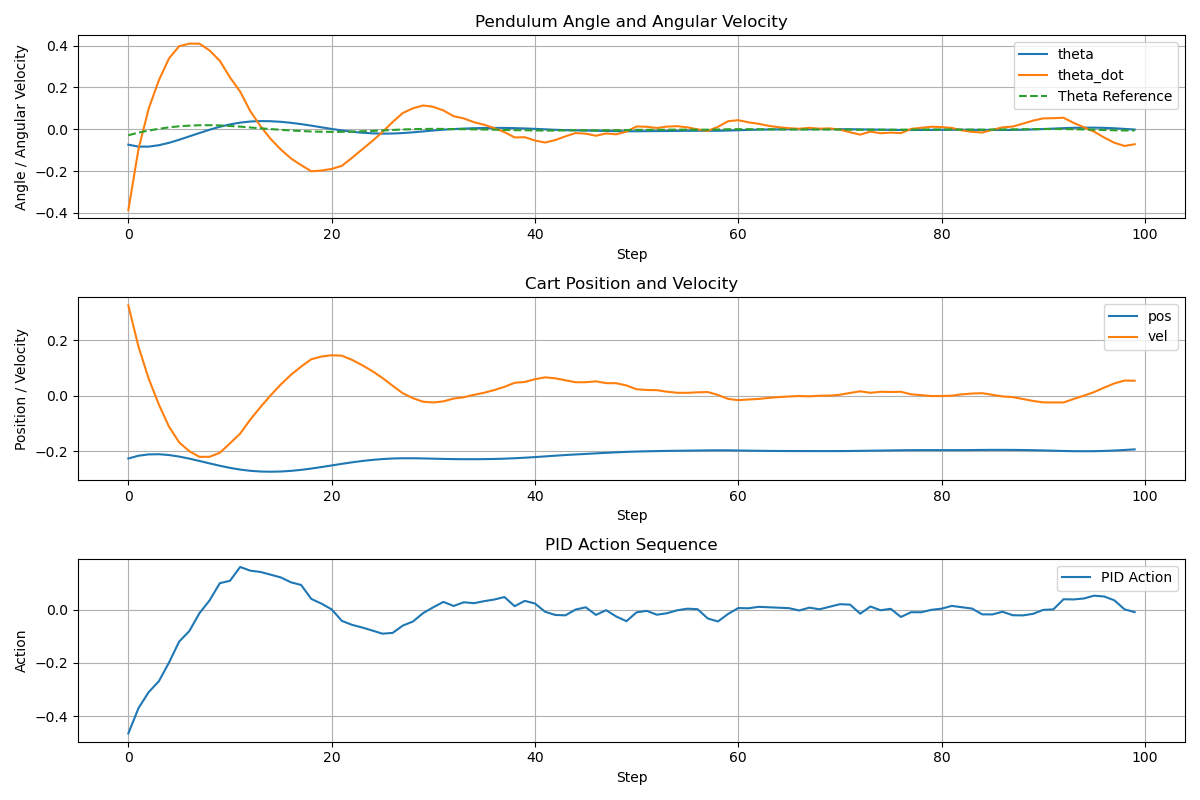 Pendulum Angle and Angular Velocity
Angle / Angular Velocity
0.4
0.2
0.0
−0.2
−0.4
theta
theta_dot
Theta Reference
0 20 40 60 80 100
Step
Cart Position and Velocity
Position / Velocity
0.2
0.0
−0.2
pos
vel
0 20 40 60 80 100
Step
PID Action Sequence
Action
0.0
−0.2
−0.4
PID Action
0 20 40 60 80 100
Step